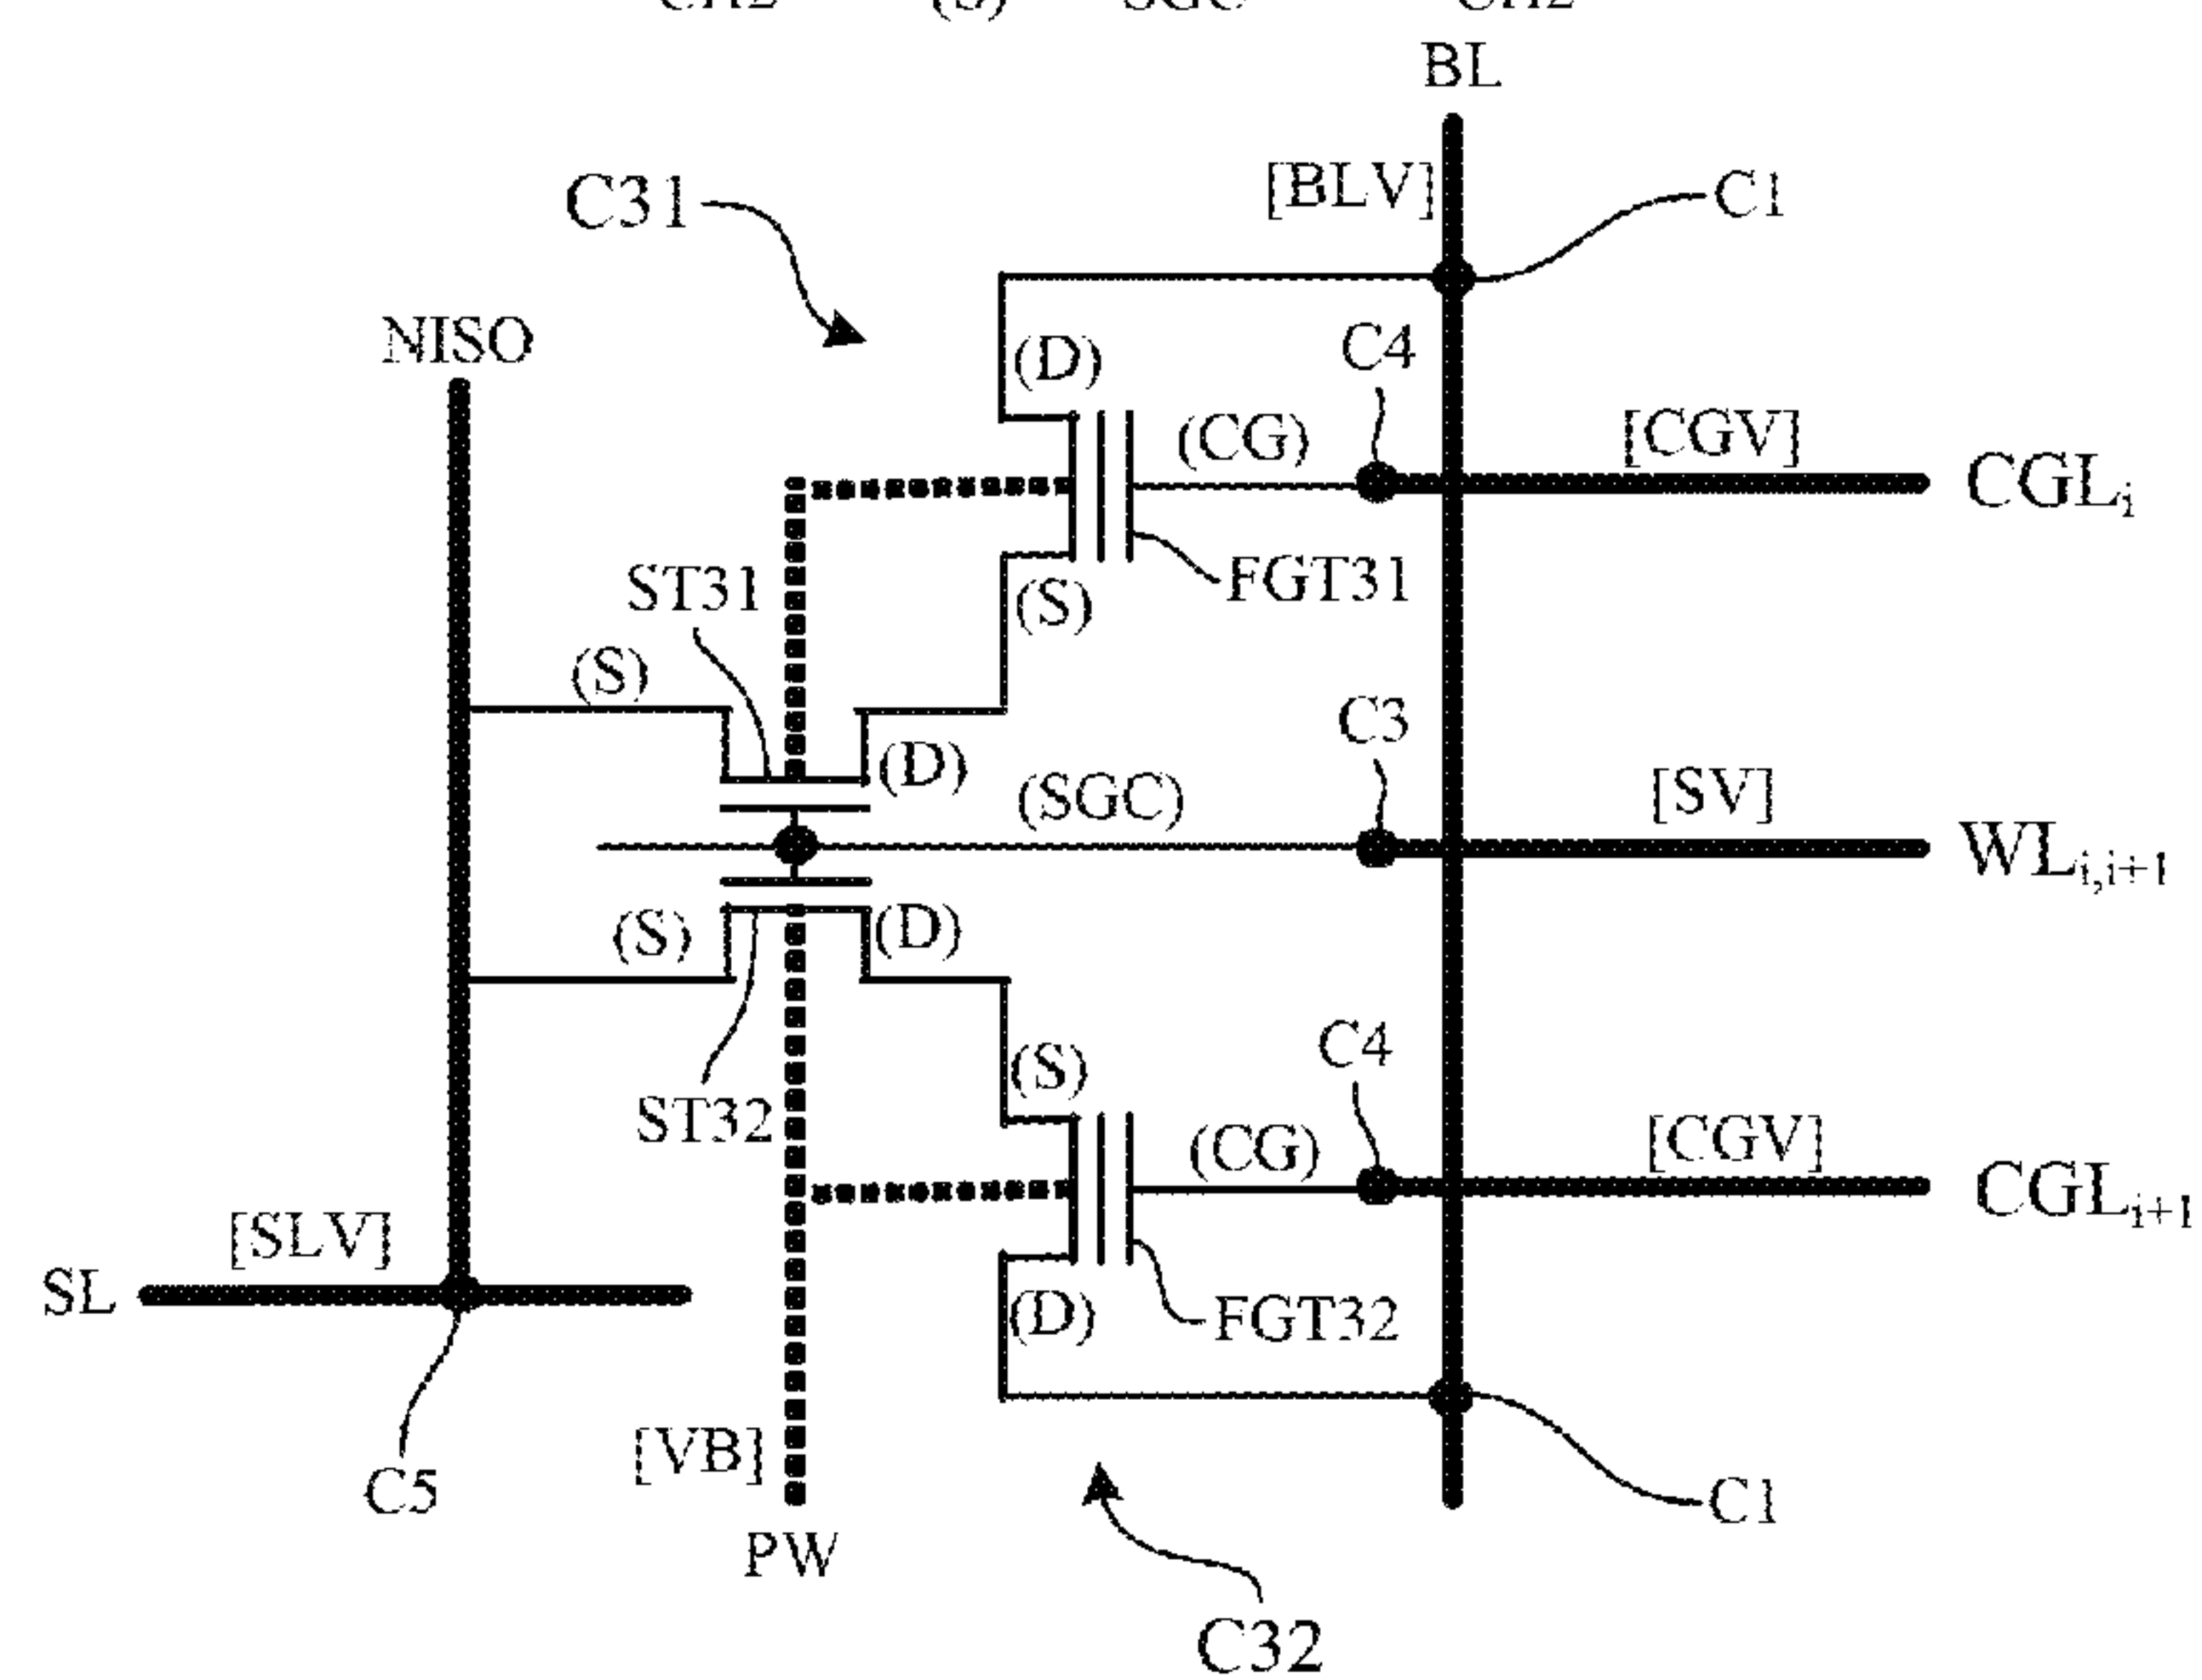 BL
[BLV]
C31
C1
NISO
(D)
C4
(CG)
[CGV]
CGLi
ST31
FGT31
(S)
(S)
C3
(D)
(SGC)
[SV]
WLi,i+1
(S)
(D)
C4
(S)
ST32
(CG)
[CGV]
CGLi+1
[SLV]
SL
(D)
FGT32
[VB]
C5
C1
PW
C32